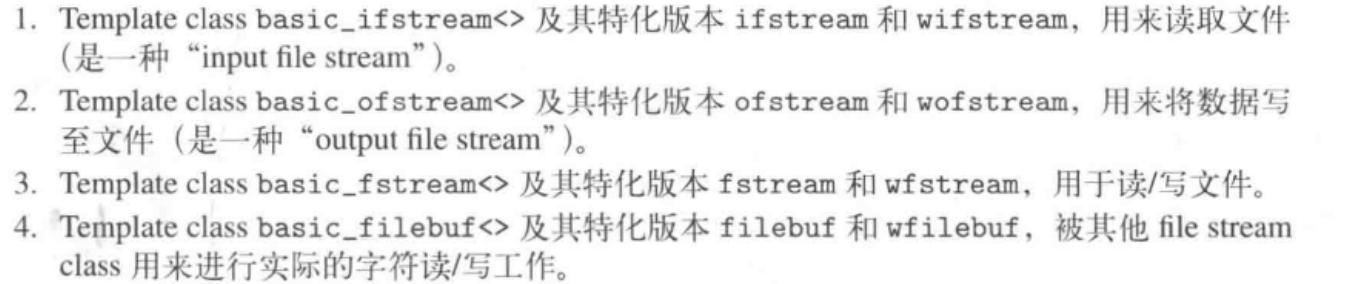 1. Template class basic_ifstream<> 及其特化版本 ifstream 和 wifstream，用来读取文件
（是一种“input file stream”）。
2. Template class basic_ofstream<> 及其特化版本 ofstream 和 wofstream，用来将数据写
至文件（是一种“output file stream”）。
3. Template class basic_fstream<> 及其特化版本 fstream 和 wfstream，用于读/写文件。
4. Template class basic_filebuf<> 及其特化版本 filebuf 和 wfilebuf，被其他 file stream
class 用来进行实际的字符读/写工作。